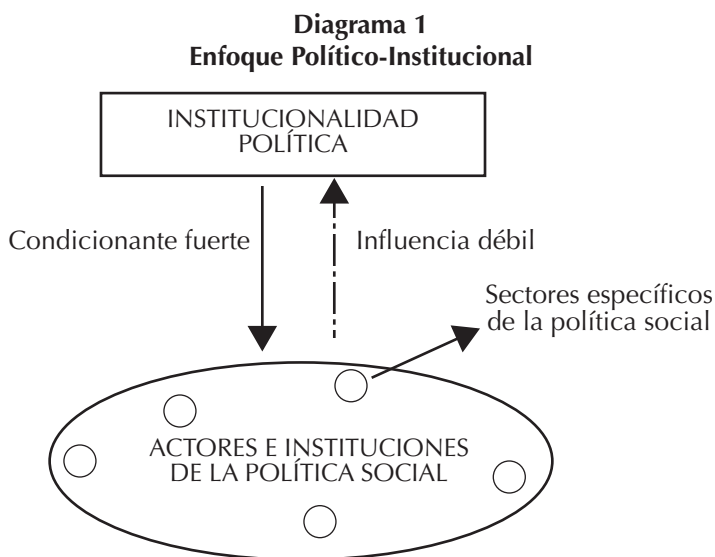 Diagrama 1
Enfoque Político-Institucional
INSTITUCIONALIDAD
POLÍTICA
Condicionante fuerte
Influencia débil
Sectores específicos
de la política social
ACTORES E INSTITUCIONES
DE LA POLÍTICA SOCIAL